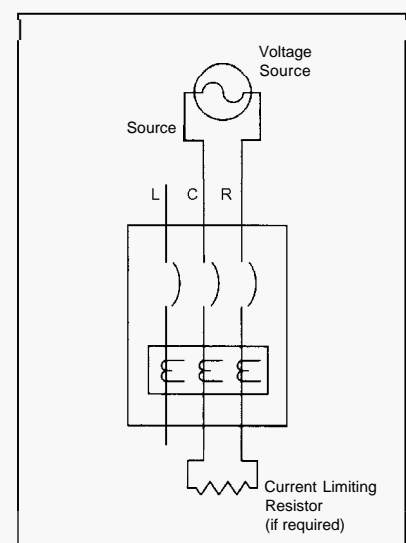 Voltage
Source
Source
L C R
Current Limiting
Resistor
(if required)